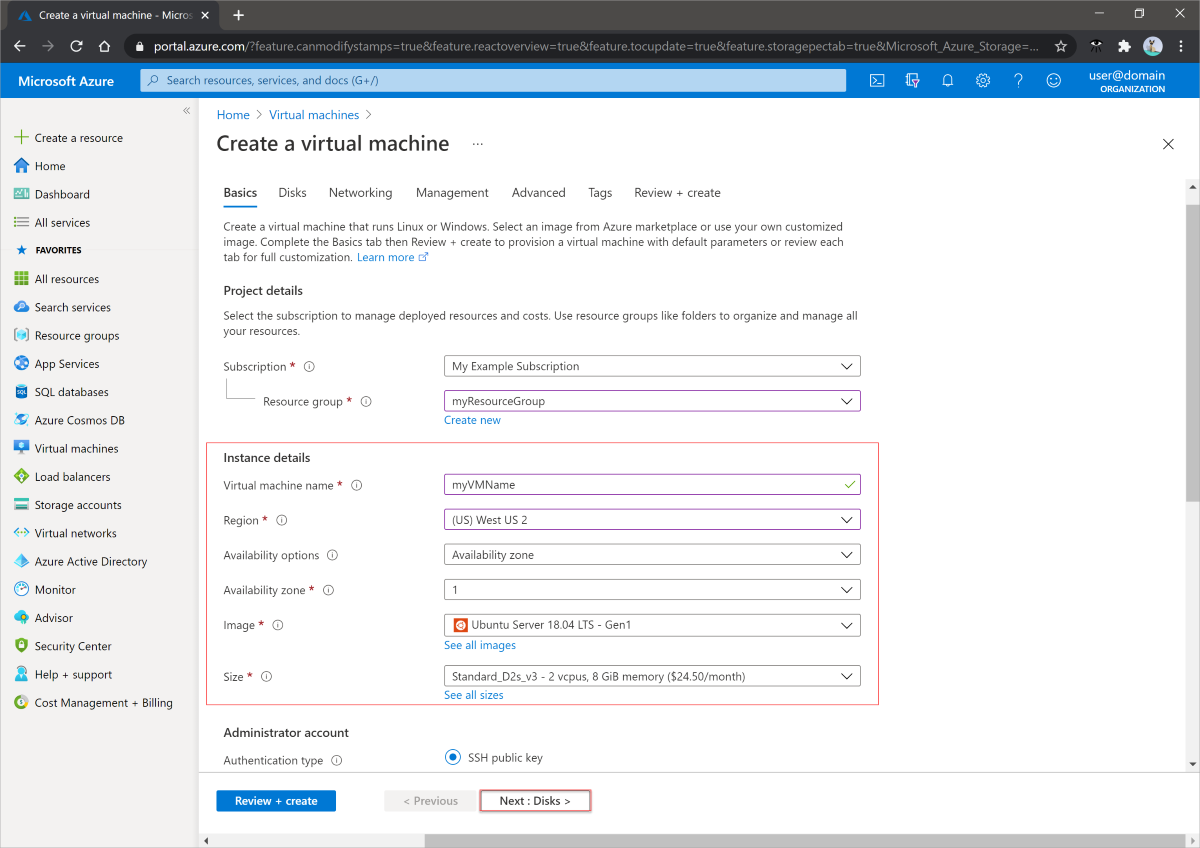 Create a virtual machine - Micros
portal.azure.com/?feature.canmodifystamps=true&feature.reactoverview=true&feature.tocupdate=true&feature.storagepectab=true&Microsoft_Azure_Storage=...
Microsoft Azure
Search resources, services, and docs (G+/)
user@domain
ORGANIZATION
Create a resource
Home
Dashboard
All services
FAVORITES
All resources
Search services
Resource groups
App Services
SQL databases
Azure Cosmos DB
Virtual machines
Load balancers
Storage accounts
Virtual networks
Azure Active Directory
Monitor
Advisor
Security Center
Help + support
Cost Management + Billing
Home > Virtual machines >
Create a virtual machine ...
Basics Disks Networking Management Advanced Tags Review + create
Create a virtual machine that runs Linux or Windows. Select an image from Azure marketplace or use your own customized
image. Complete the Basics tab then Review + create to provision a virtual machine with default parameters or review each
tab for full customization. Learn more
Project details
Select the subscription to manage deployed resources and costs. Use resource groups like folders to organize and manage all
your resources.
Subscription * My Example Subscription
Resource group * myResourceGroup
Create new
Instance details
Virtual machine name * myVMName
Region * (US) West US 2
Availability options Availability zone
Availability zone * 1
Image * Ubuntu Server 18.04 LTS - Gen1
See all images
Size * Standard_D2s_v3 - 2 vcpus, 8 GiB memory ($24.50/month)
See all sizes
Administrator account
Authentication type SSH public key
Review + create < Previous Next : Disks >